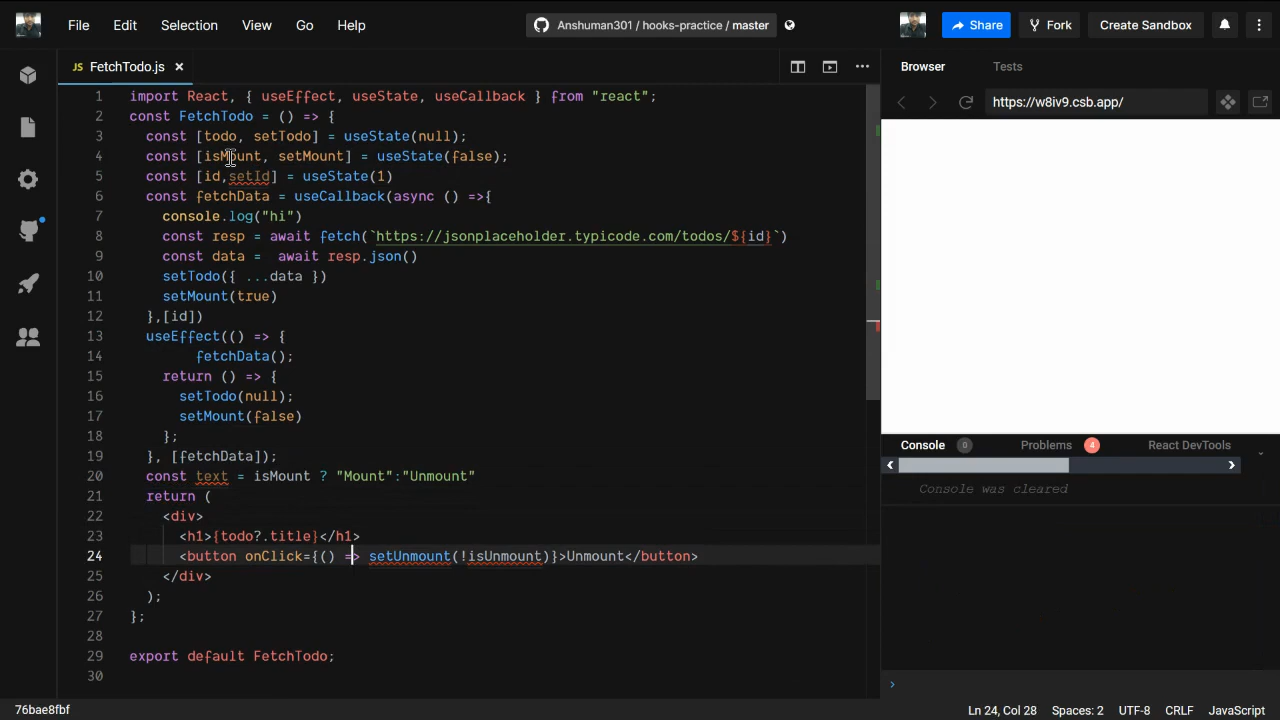 File Edit Selection View Go Help
Anshuman301 / hooks-practice / master
Share Fork Create Sandbox
JS FetchTodo.js ×
Browser Tests
https://w8iv9.csb.app/
1 import React, { useEffect, useState, useCallback } from "react";
2 const FetchTodo = () => {
3 const [todo, setTodo] = useState(null);
4 const [isMount, setMount] = useState(false);
5 const [id,setId] = useState(1)
6 const fetchData = useCallback(async () =>{
7 console.log("hi")
8 const resp = await fetch(`https://jsonplaceholder.typicode.com/todos/${id}`)
9 const data =  await resp.json()
10 setTodo({ ...data })
11 setMount(true)
12 },[id])
13 useEffect(() => {
14 fetchData();
15 return () => {
16 setTodo(null);
17 setMount(false)
18 };
19 }, [fetchData]);
20 const text = isMount ? "Mount":"Unmount"
21 return (
22 <div>
23 <h1>{todo?.title}</h1>
24 <button onClick={() => setUnmount(!isUnmount)}>Unmount</button>
25 </div>
26 );
27 };
28
29 export default FetchTodo;
30
Console 0 Problems 4 React DevTools
Console was cleared
76bae8fbf
Ln 24, Col 28 Spaces: 2 UTF-8 CRLF JavaScript